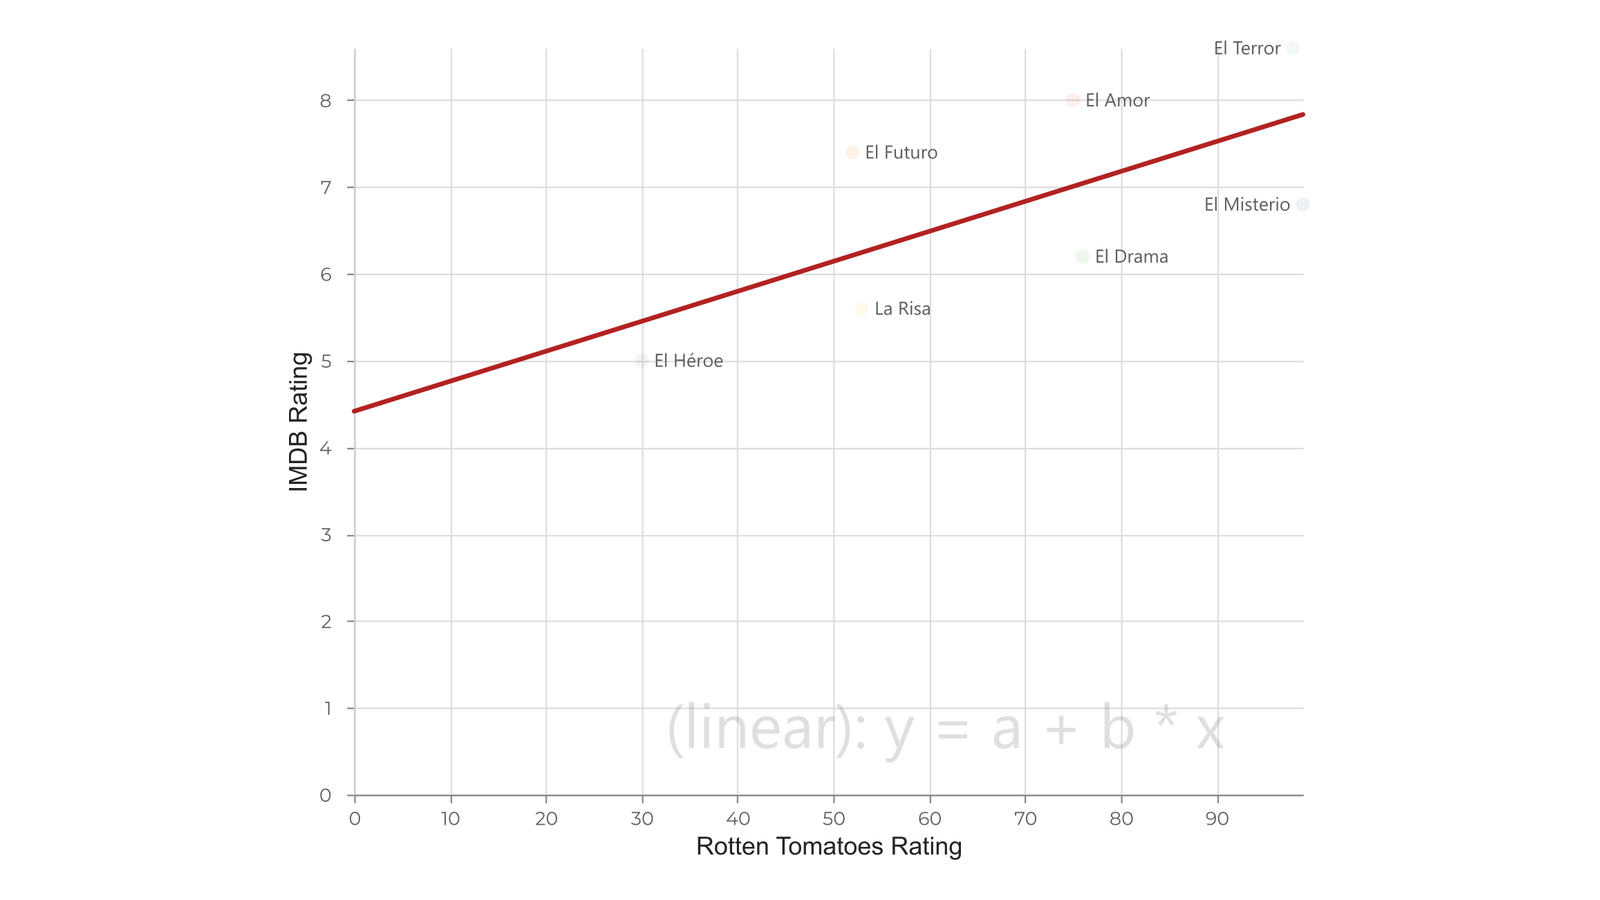 El Terror
8
El Amor
El Futuro
7
El Misterio
6
El Drama
La Risa
5
El Héroe
IMDB Rating
4
3
2
1
(linear): y = a + b * x
0
0 10 20 30 40 50 60 70 80 90
Rotten Tomatoes Rating